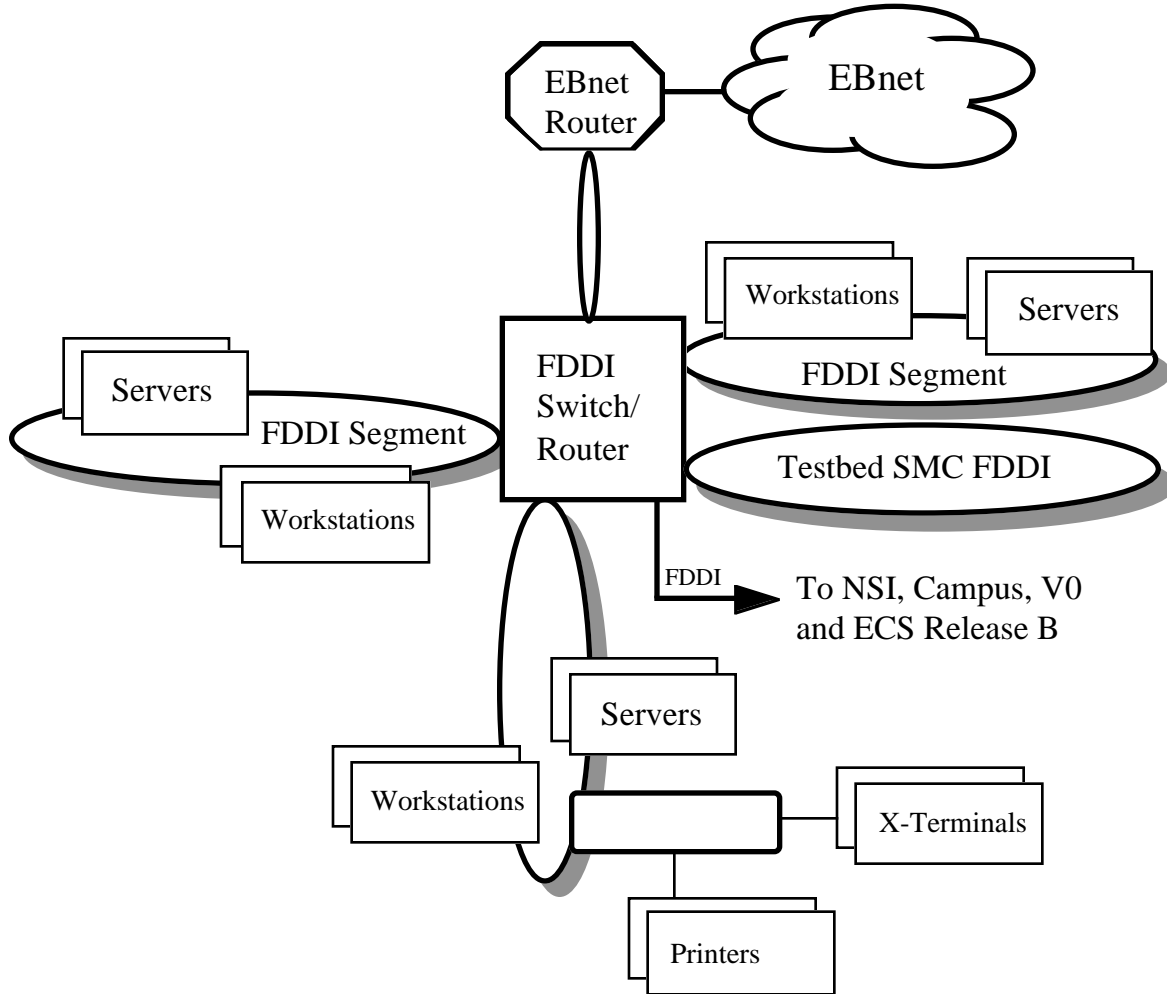 EBnet
Router
EBnet
Workstations
Servers
FDDI
Switch/
Router
FDDI Segment
Servers
FDDI Segment
Testbed SMC FDDI
Workstations
FDDI
To NSI, Campus, V0
and ECS Release B
Servers
Workstations
X-Terminals
Printers